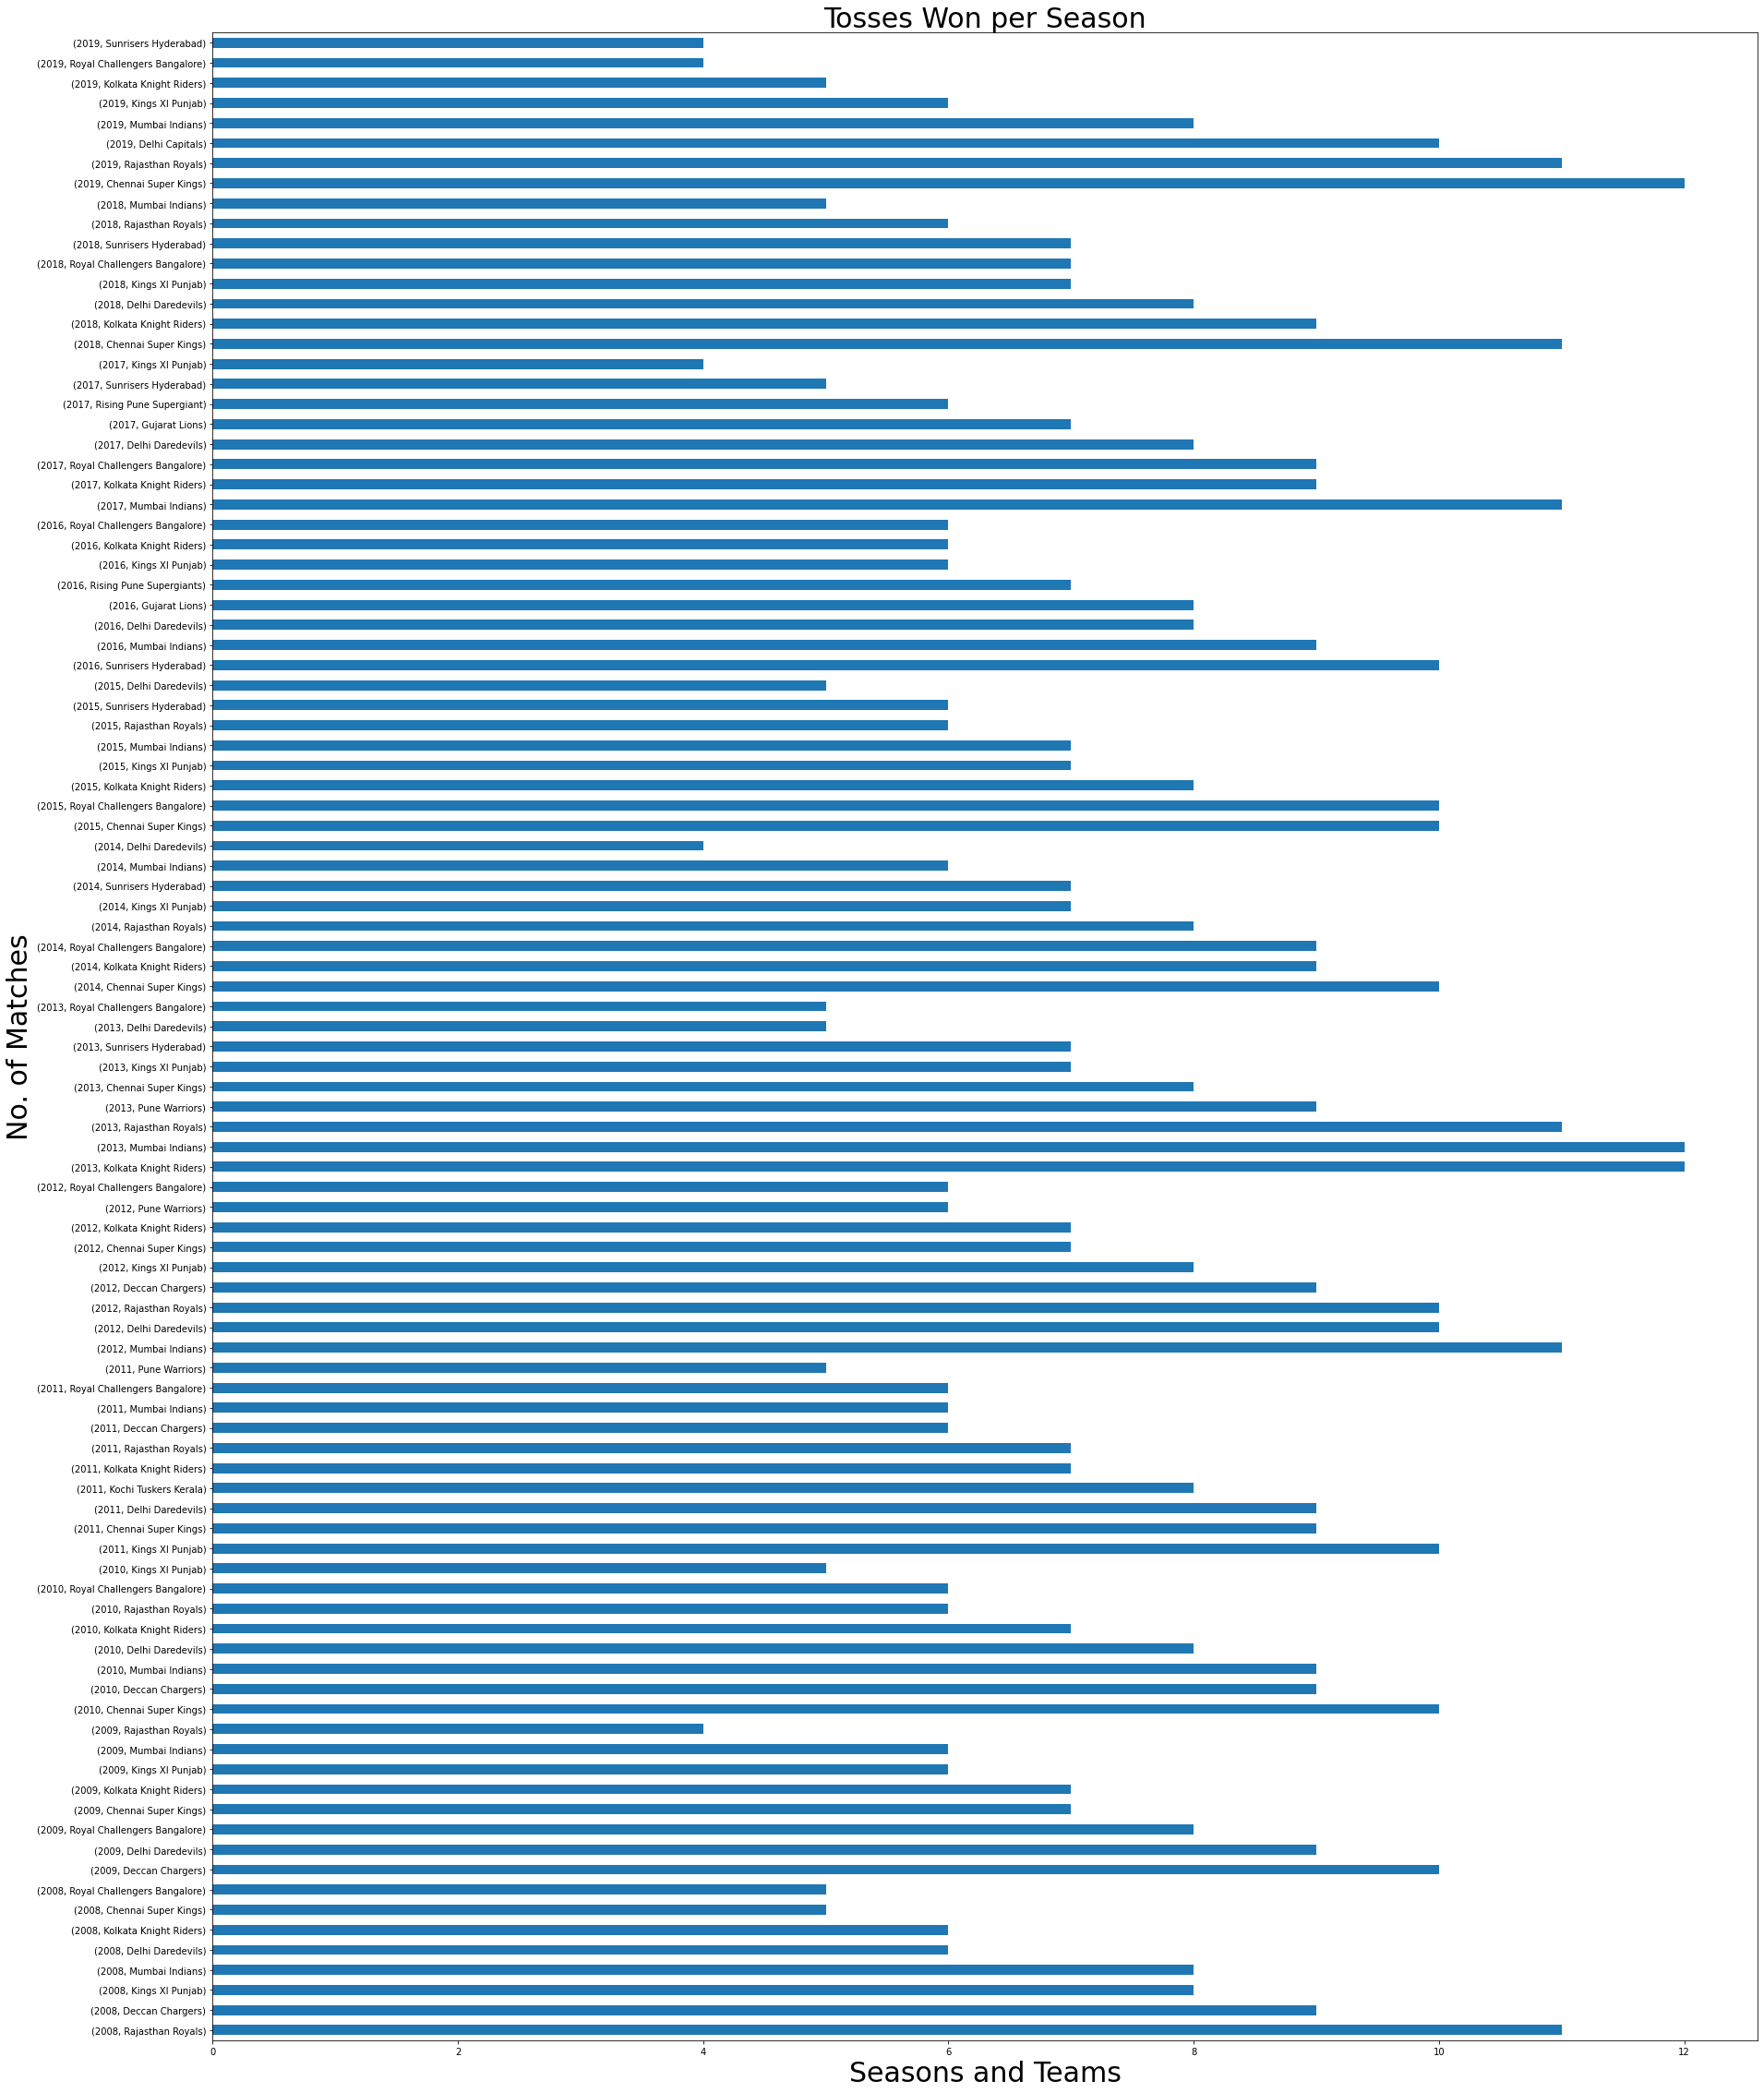 Tosses Won per Season
(2019, Sunrisers Hyderabad)
(2019, Royal Challengers Bangalore)
(2019, Kolkata Knight Riders)
(2019, Kings XI Punjab)
(2019, Mumbai Indians)
(2019, Delhi Capitals)
(2019, Rajasthan Royals)
(2019, Chennai Super Kings)
(2018, Mumbai Indians)
(2018, Rajasthan Royals)
(2018, Sunrisers Hyderabad)
(2018, Royal Challengers Bangalore)
(2018, Kings XI Punjab)
(2018, Delhi Daredevils)
(2018, Kolkata Knight Riders)
(2018, Chennai Super Kings)
(2017, Kings XI Punjab)
(2017, Sunrisers Hyderabad)
(2017, Rising Pune Supergiant)
(2017, Gujarat Lions)
(2017, Delhi Daredevils)
(2017, Royal Challengers Bangalore)
(2017, Kolkata Knight Riders)
(2017, Mumbai Indians)
(2016, Royal Challengers Bangalore)
(2016, Kolkata Knight Riders)
(2016, Kings XI Punjab)
(2016, Rising Pune Supergiants)
(2016, Gujarat Lions)
(2016, Delhi Daredevils)
(2016, Mumbai Indians)
(2016, Sunrisers Hyderabad)
(2015, Delhi Daredevils)
(2015, Sunrisers Hyderabad)
(2015, Rajasthan Royals)
(2015, Mumbai Indians)
(2015, Kings XI Punjab)
(2015, Kolkata Knight Riders)
(2015, Royal Challengers Bangalore)
(2015, Chennai Super Kings)
(2014, Delhi Daredevils)
(2014, Mumbai Indians)
(2014, Sunrisers Hyderabad)
(2014, Kings XI Punjab)
(2014, Rajasthan Royals)
(2014, Royal Challengers Bangalore)
(2014, Kolkata Knight Riders)
(2014, Chennai Super Kings)
(2013, Royal Challengers Bangalore)
(2013, Delhi Daredevils)
(2013, Sunrisers Hyderabad)
(2013, Kings XI Punjab)
(2013, Chennai Super Kings)
(2013, Pune Warriors)
(2013, Rajasthan Royals)
(2013, Mumbai Indians)
(2013, Kolkata Knight Riders)
(2012, Royal Challengers Bangalore)
(2012, Pune Warriors)
(2012, Kolkata Knight Riders)
(2012, Chennai Super Kings)
(2012, Kings XI Punjab)
(2012, Deccan Chargers)
(2012, Rajasthan Royals)
(2012, Delhi Daredevils)
(2012, Mumbai Indians)
(2011, Pune Warriors)
(2011, Royal Challengers Bangalore)
(2011, Mumbai Indians)
(2011, Deccan Chargers)
(2011, Rajasthan Royals)
(2011, Kolkata Knight Riders)
(2011, Kochi Tuskers Kerala)
(2011, Delhi Daredevils)
(2011, Chennai Super Kings)
(2011, Kings XI Punjab)
(2010, Kings XI Punjab)
(2010, Royal Challengers Bangalore)
(2010, Rajasthan Royals)
(2010, Kolkata Knight Riders)
(2010, Delhi Daredevils)
(2010, Mumbai Indians)
(2010, Deccan Chargers)
(2010, Chennai Super Kings)
(2009, Rajasthan Royals)
(2009, Mumbai Indians)
(2009, Kings XI Punjab)
(2009, Kolkata Knight Riders)
(2009, Chennai Super Kings)
(2009, Royal Challengers Bangalore)
(2009, Delhi Daredevils)
(2009, Deccan Chargers)
(2008, Royal Challengers Bangalore)
(2008, Chennai Super Kings)
(2008, Kolkata Knight Riders)
(2008, Delhi Daredevils)
(2008, Mumbai Indians)
(2008, Kings XI Punjab)
(2008, Deccan Chargers)
(2008, Rajasthan Royals)
No. of Matches
0 2 4 6 8 10 12
Seasons and Teams